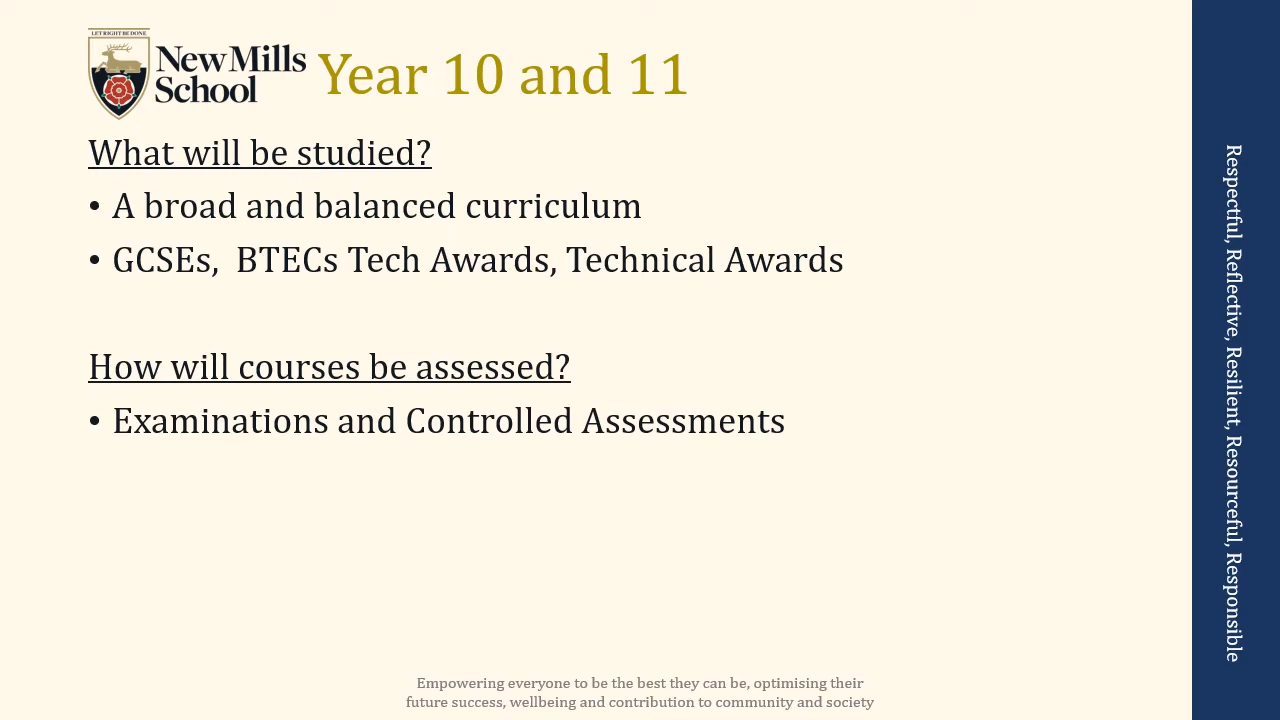 LET RIGHT BE DONE
New Mills
School
Year 10 and 11
What will be studied?
• A broad and balanced curriculum
• GCSEs,  BTECs Tech Awards, Technical Awards
How will courses be assessed?
• Examinations and Controlled Assessments
Respectful, Reflective, Resilient, Resourceful, Responsible
Empowering everyone to be the best they can be, optimising their
future success, wellbeing and contribution to community and society